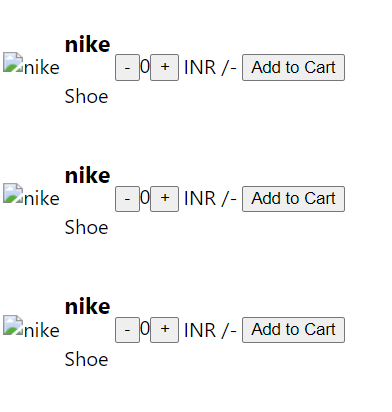 nike
nike - 0 + INR /- Add to Cart
Shoe
nike
nike - 0 + INR /- Add to Cart
Shoe
nike
nike - 0 + INR /- Add to Cart
Shoe